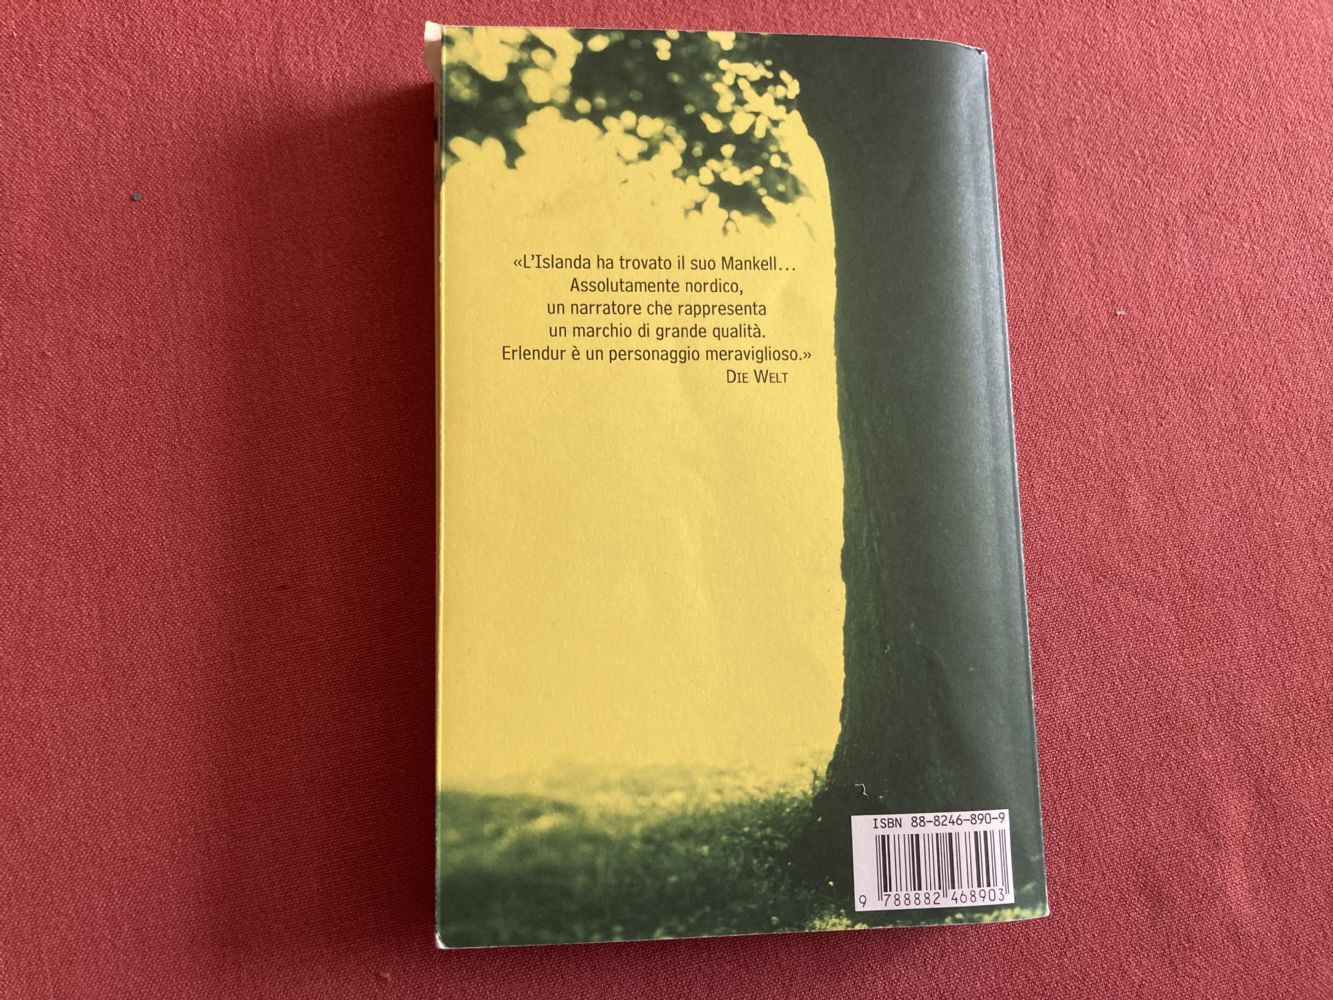 «L'Islanda ha trovato il suo Mankell...
Assolutamente nordico,
un narratore che rappresenta
un marchio di grande qualità.
Erlendur è un personaggio meraviglioso.»
DIE WELT
ISBN 88-8246-890-9
9 788882 468903